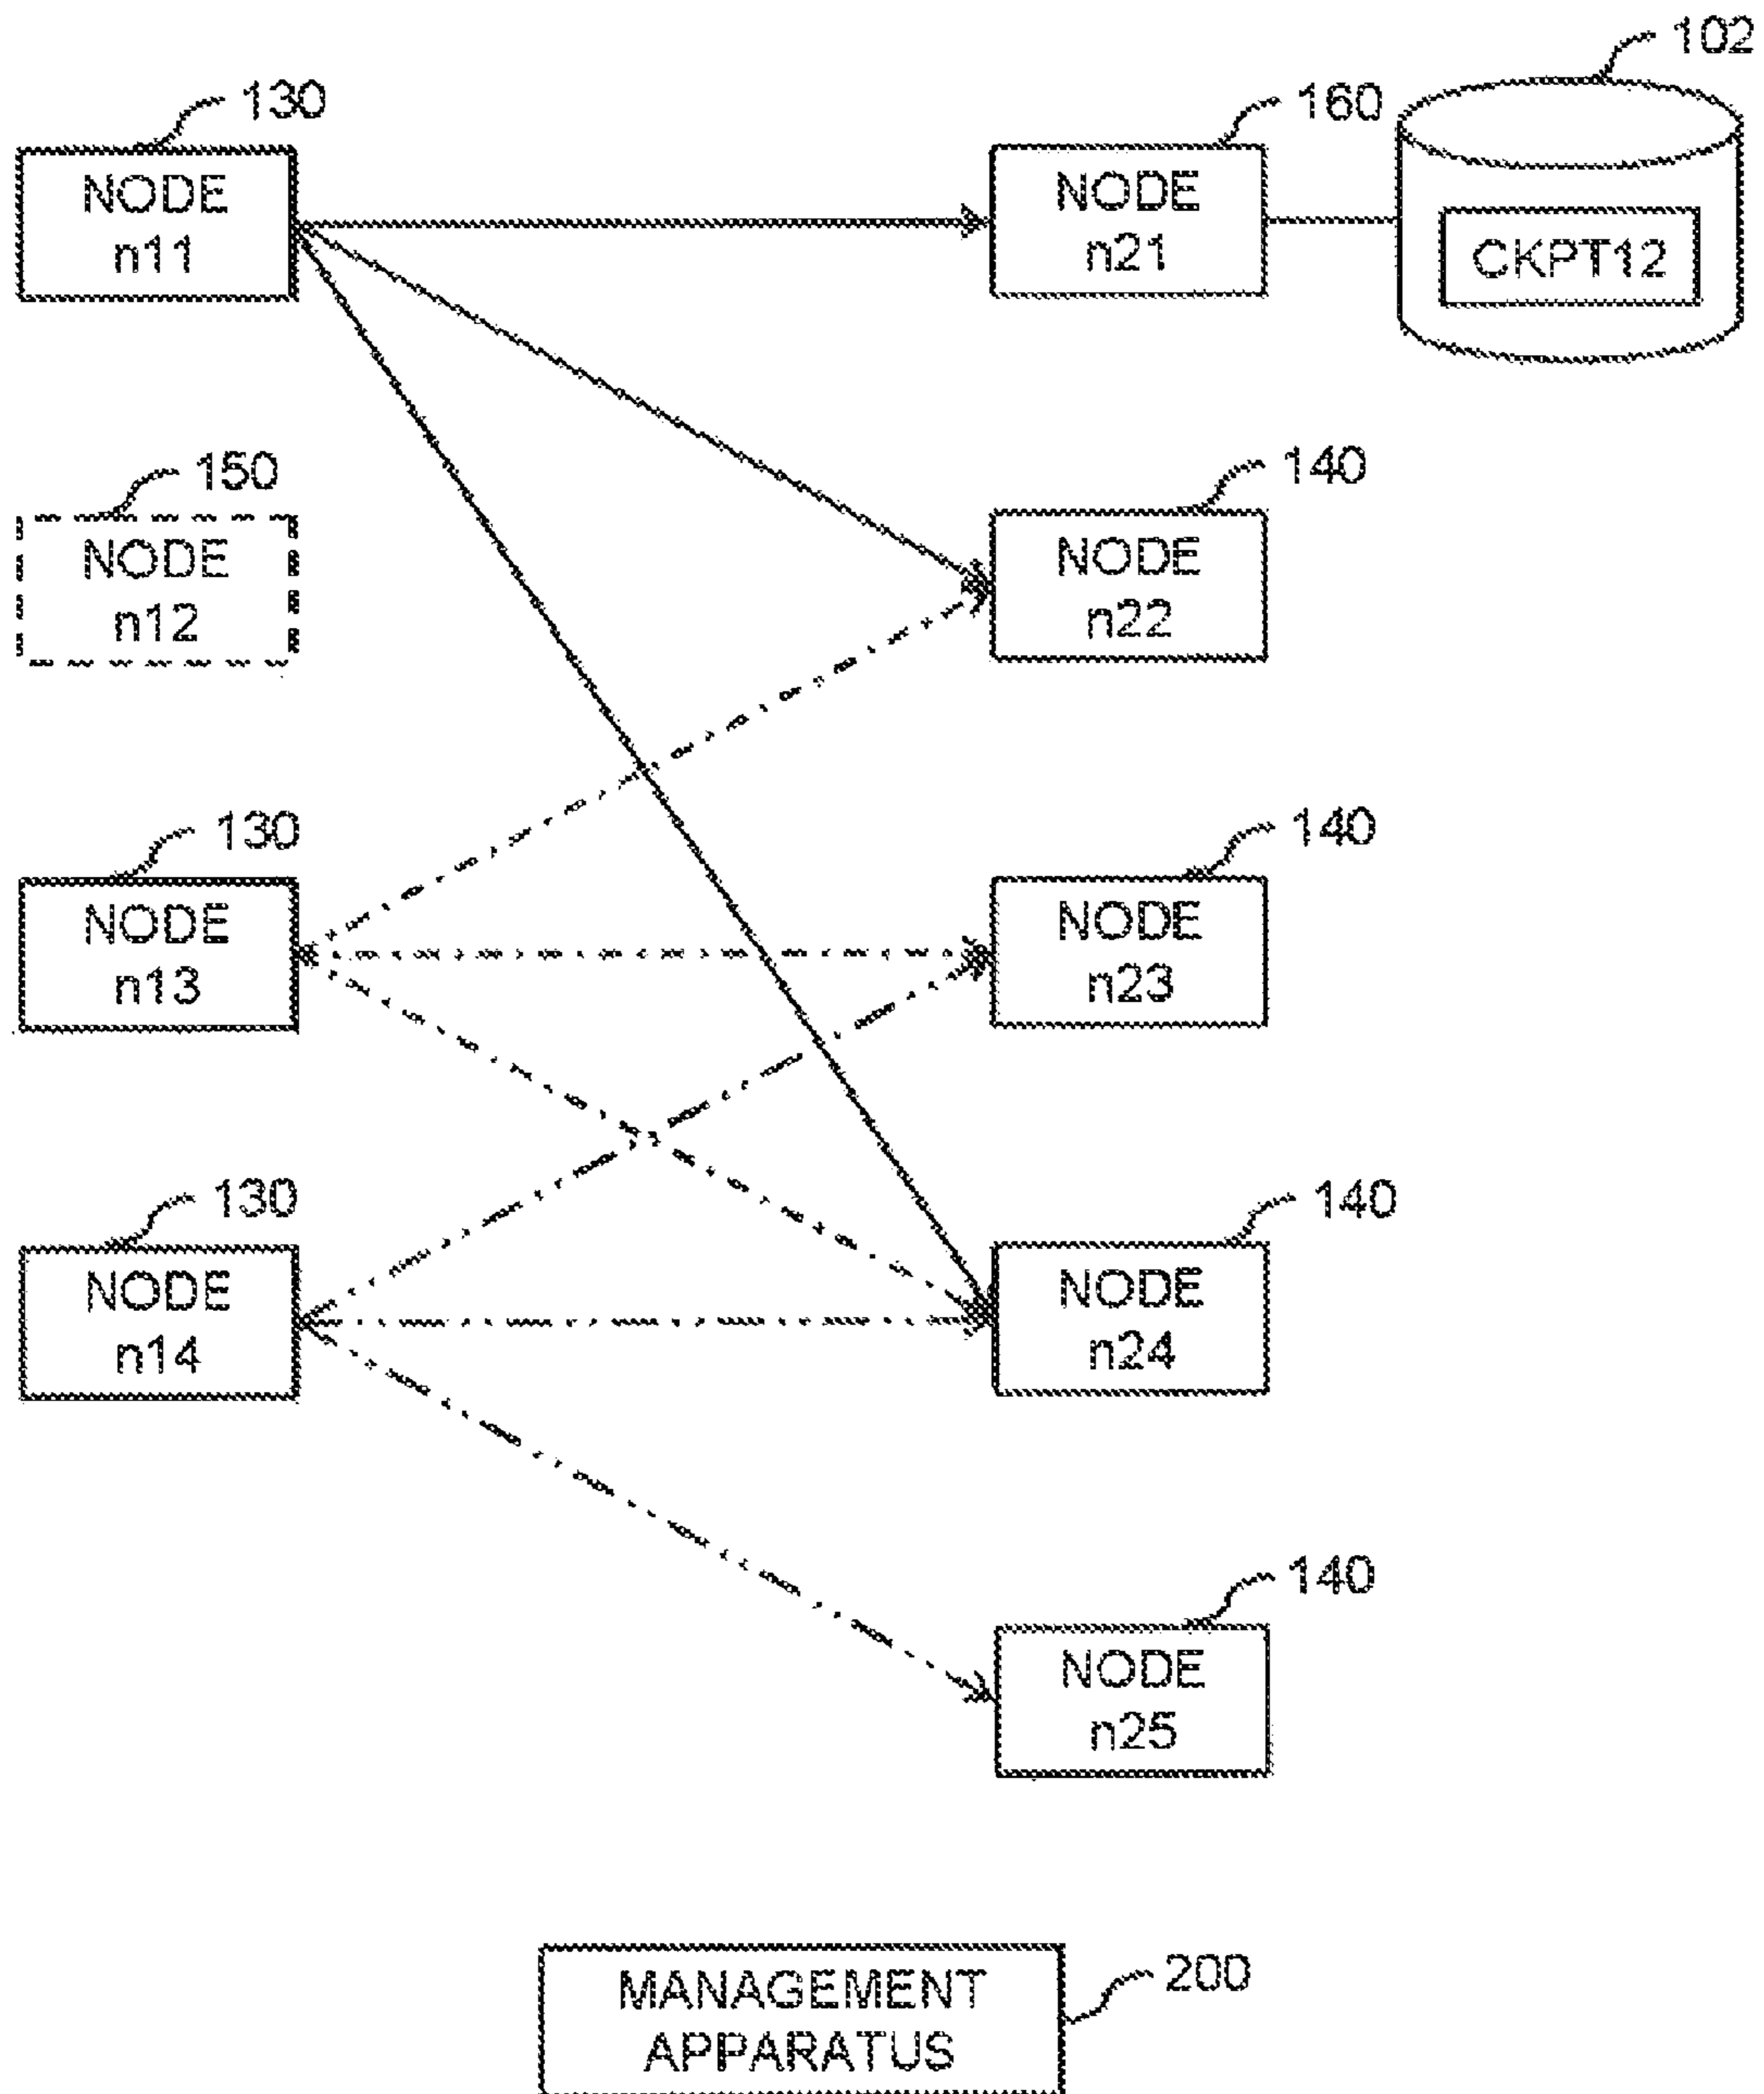 102
130
160
NODE
n11
NODE
n21
CKPT12
150
140
NODE
n12
NODE
n22
130
140
NODE
n13
NODE
n23
130
140
NODE
n14
NODE
n24
140
NODE
n25
MANAGEMENT
APPARATUS
200